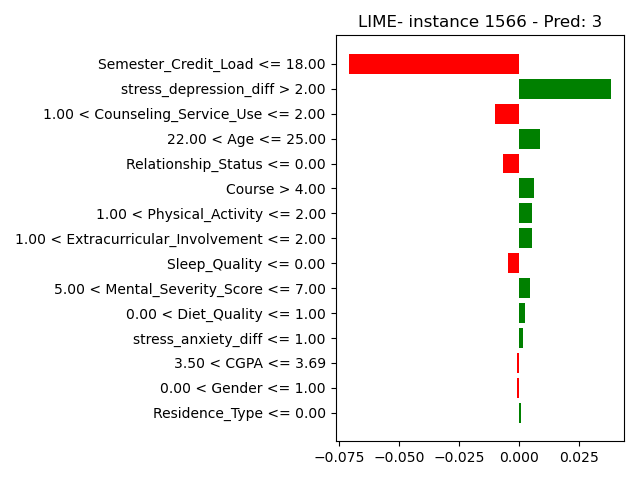 LIME- instance 1566 - Pred: 3
Semester_Credit_Load <= 18.00
stress_depression_diff > 2.00
1.00 < Counseling_Service_Use <= 2.00
22.00 < Age <= 25.00
Relationship_Status <= 0.00
Course > 4.00
1.00 < Physical_Activity <= 2.00
1.00 < Extracurricular_Involvement <= 2.00
Sleep_Quality <= 0.00
5.00 < Mental_Severity_Score <= 7.00
0.00 < Diet_Quality <= 1.00
stress_anxiety_diff <= 1.00
3.50 < CGPA <= 3.69
0.00 < Gender <= 1.00
Residence_Type <= 0.00
−0.075 −0.050 −0.025 0.000 0.025